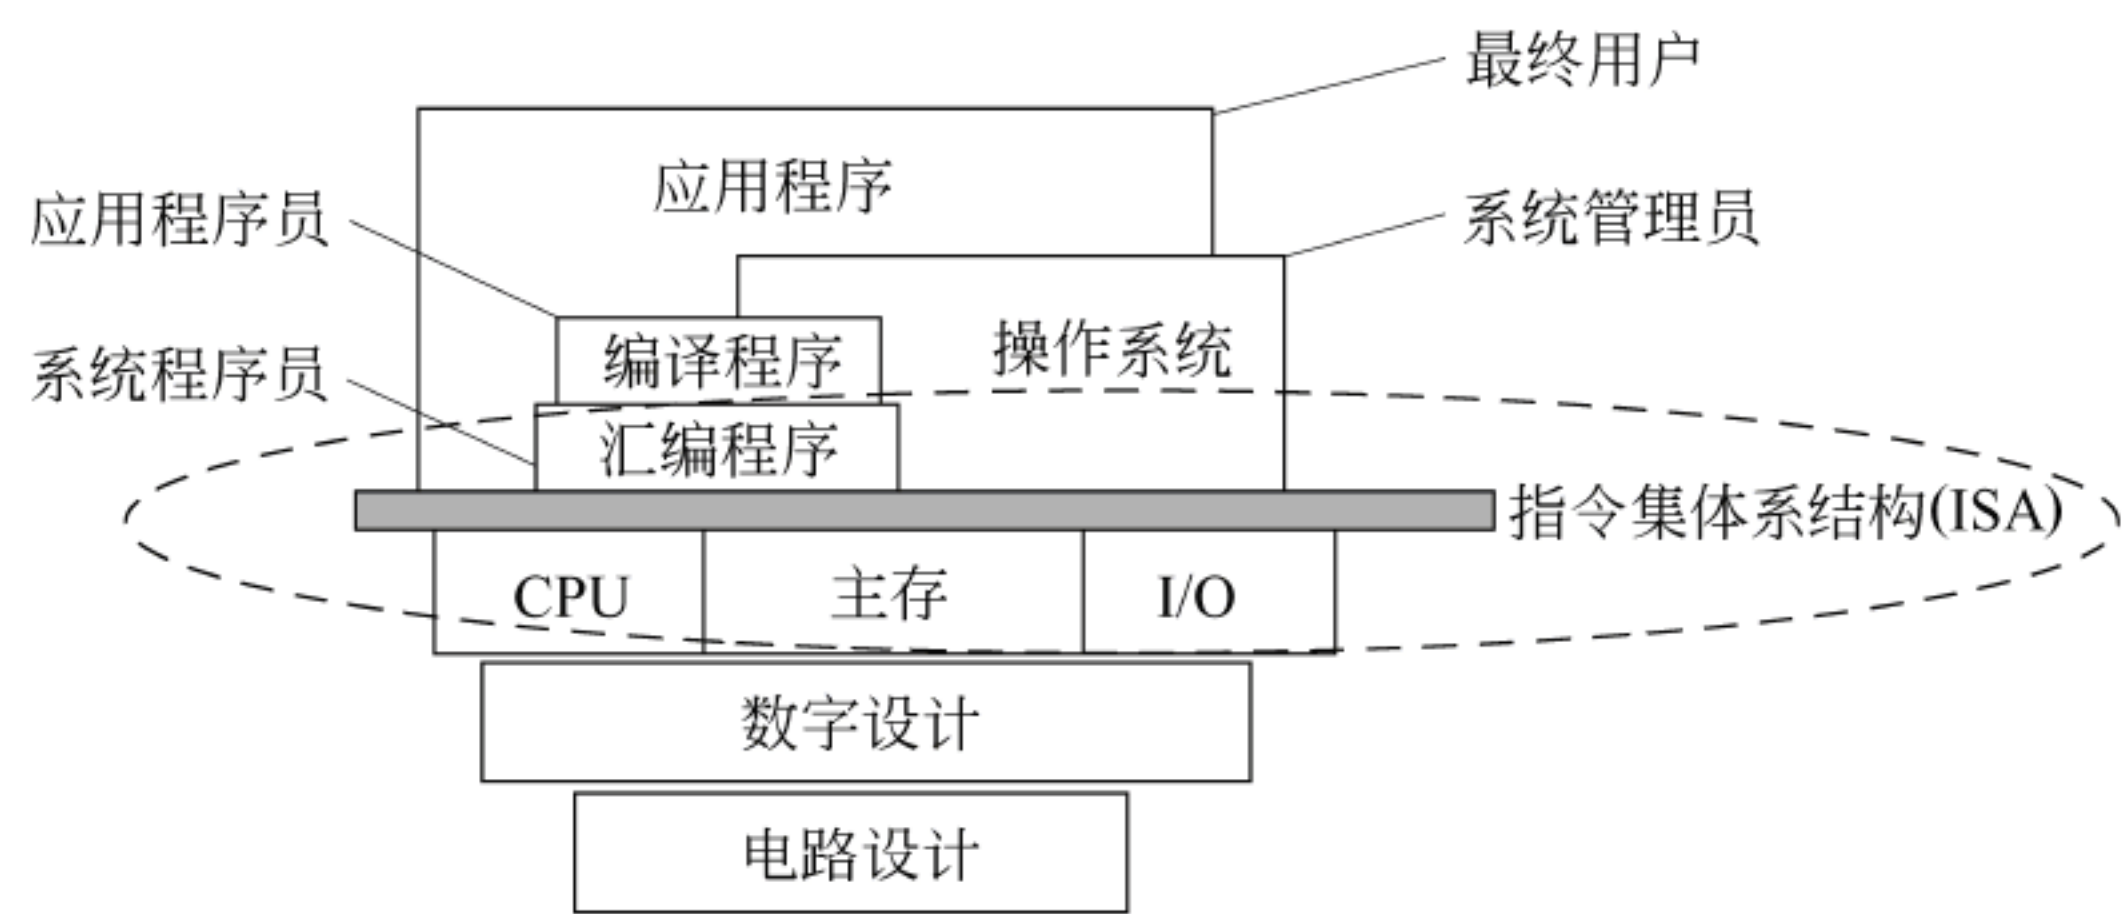 最终用户
应用程序
应用程序员
系统管理员
编译程序
操作系统
系统程序员
汇编程序
指令集体系结构(ISA)
CPU
主存
I/O
数字设计
电路设计